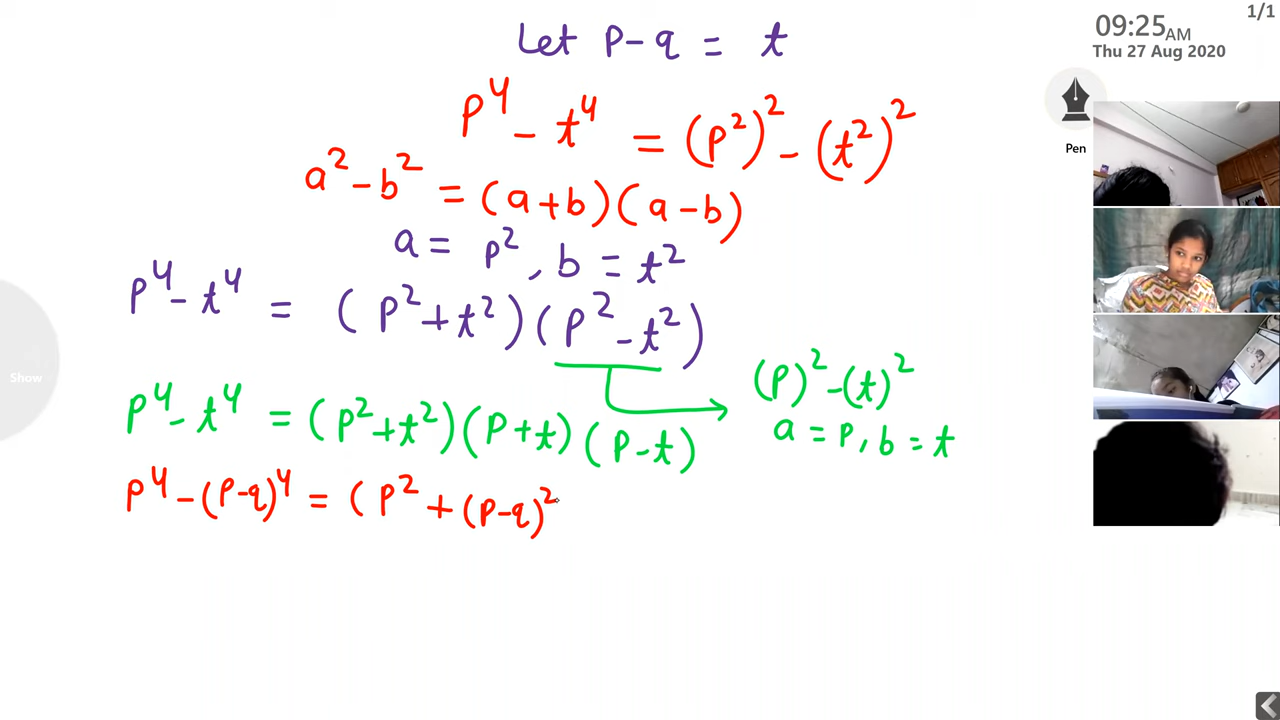 Let p-q = t
p⁴ - t⁴ = (p²)² - (t²)²
a² - b² = (a+b)(a-b)
a = p², b = t²
p⁴ - t⁴ = (p² + t²)(p² - t²)
(p)² - (t)²
a = p, b = t
p⁴ - t⁴ = (p² + t²)(p + t)(p - t)
p⁴ - (p-q)⁴ = (p² + (p-q)²
1/1
09:25AM
Thu 27 Aug 2020
Pen
Show